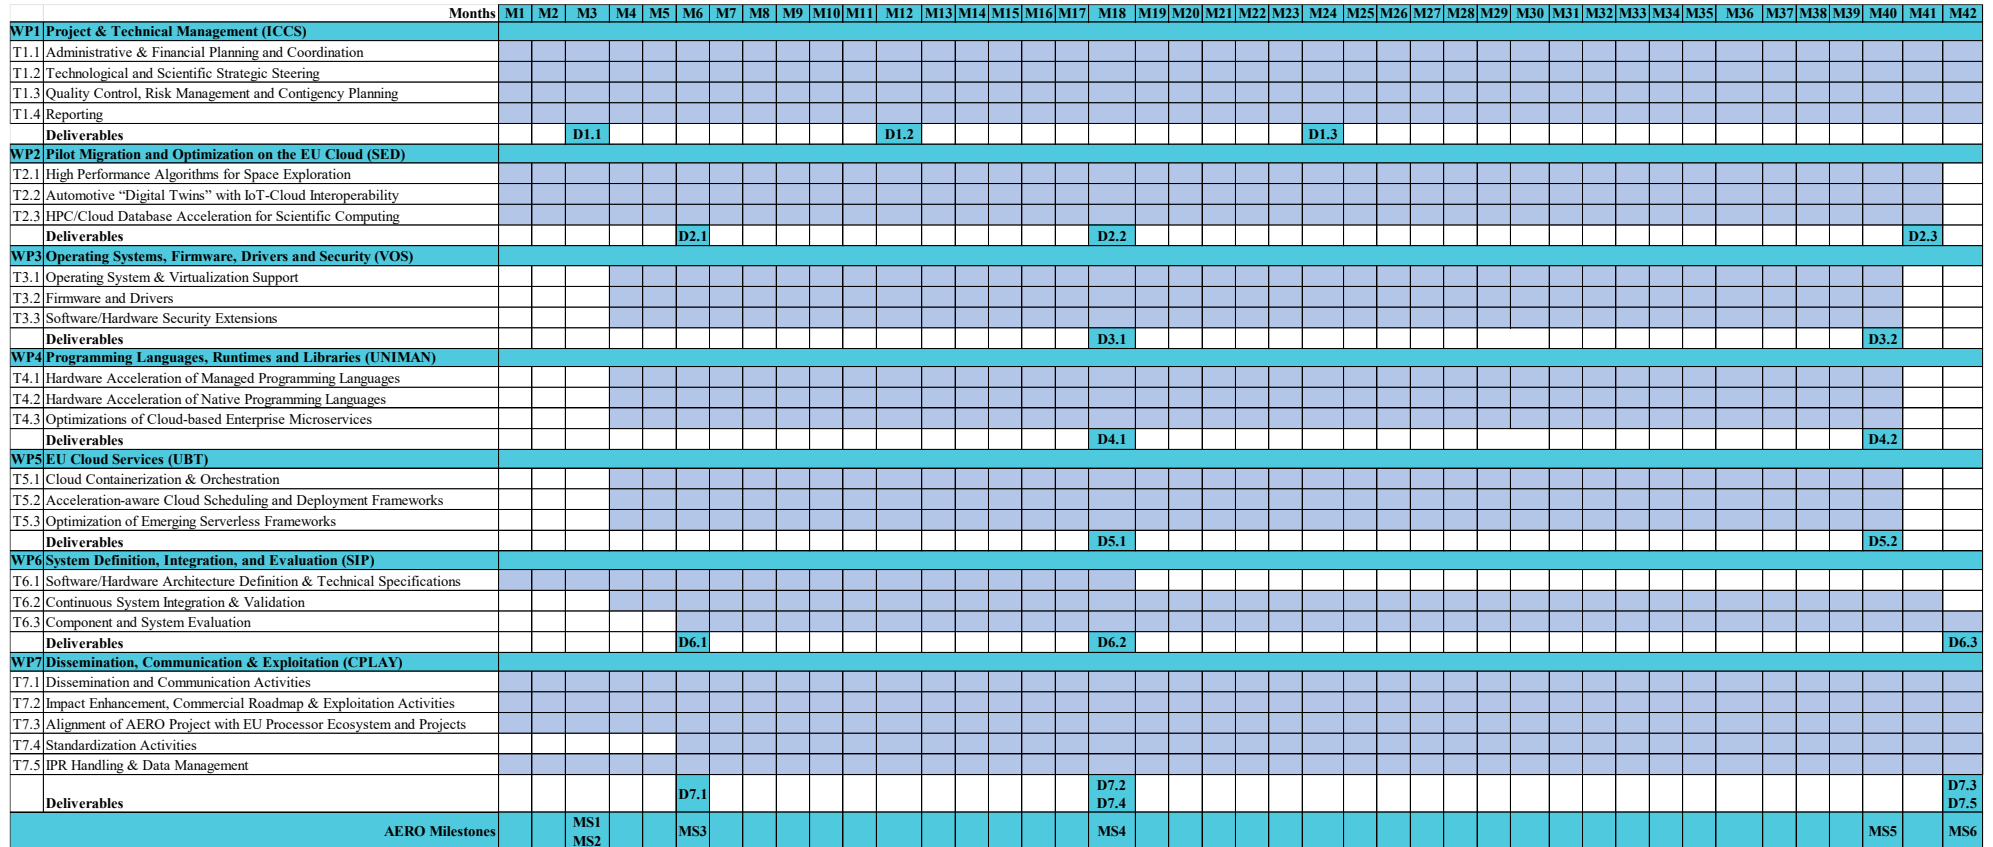 Months M1 M2 M3 M4 M5 M6 M7 M8 M9 M10 M11 M12 M13 M14 M15 M16 M17 M18 M19 M20 M21 M22 M23 M24 M25 M26 M27 M28 M29 M30 M31 M32 M33 M34 M35 M36 M37 M38 M39 M40 M41 M42
WP1 Project & Technical Management (ICCS)
T1.1 Administrative & Financial Planning and Coordination
T1.2 Technological and Scientific Strategic Steering
T1.3 Quality Control, Risk Management and Contigency Planning
T1.4 Reporting
Deliverables D1.1 D1.2 D1.3
WP2 Pilot Migration and Optimization on the EU Cloud (SED)
T2.1 High Performance Algorithms for Space Exploration
T2.2 Automotive “Digital Twins” with IoT-Cloud Interoperability
T2.3 HPC/Cloud Database Acceleration for Scientific Computing
Deliverables D2.1 D2.2 D2.3
WP3 Operating Systems, Firmware, Drivers and Security (VOS)
T3.1 Operating System & Virtualization Support
T3.2 Firmware and Drivers
T3.3 Software/Hardware Security Extensions
Deliverables D3.1 D3.2
WP4 Programming Languages, Runtimes and Libraries (UNIMAN)
T4.1 Hardware Acceleration of Managed Programming Languages
T4.2 Hardware Acceleration of Native Programming Languages
T4.3 Optimizations of Cloud-based Enterprise Microservices
Deliverables D4.1 D4.2
WP5 EU Cloud Services (UBT)
T5.1 Cloud Containerization & Orchestration
T5.2 Acceleration-aware Cloud Scheduling and Deployment Frameworks
T5.3 Optimization of Emerging Serverless Frameworks
Deliverables D5.1 D5.2
WP6 System Definition, Integration, and Evaluation (SIP)
T6.1 Software/Hardware Architecture Definition & Technical Specifications
T6.2 Continuous System Integration & Validation
T6.3 Component and System Evaluation
Deliverables D6.1 D6.2 D6.3
WP7 Dissemination, Communication & Exploitation (CPLAY)
T7.1 Dissemination and Communication Activities
T7.2 Impact Enhancement, Commercial Roadmap & Exploitation Activities
T7.3 Alignment of AERO Project with EU Processor Ecosystem and Projects
T7.4 Standardization Activities
T7.5 IPR Handling & Data Management
D7.2 D7.3
D7.1
Deliverables D7.4 D7.5
MS1
AERO Milestones MS3 MS4 MS5 MS6
MS2